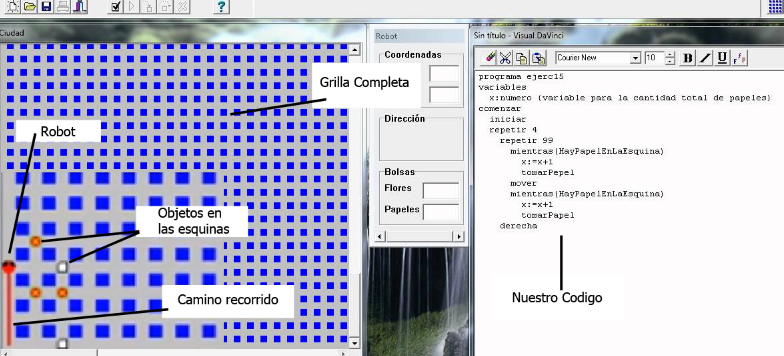 Ciudad
Robot
Sin título - Visual DaVinci
Coordenadas
Dirección
Bolsas
Flores
Papeles
Courier New
10
B I U
Grilla Completa
Robot
Objetos en
las esquinas
Camino recorrido
programa ejerc15
variables
x:numero (variable para la cantidad total de papeles)
comenzar
iniciar
repetir 4
repetir 99
mientras(HayPapelEnLaEsquina)
x:=x+1
tomarPepel
mover
mientras(HayPapelEnLaEsquina)
x:=x+1
tomarPapel
derecha
Nuestro Codigo